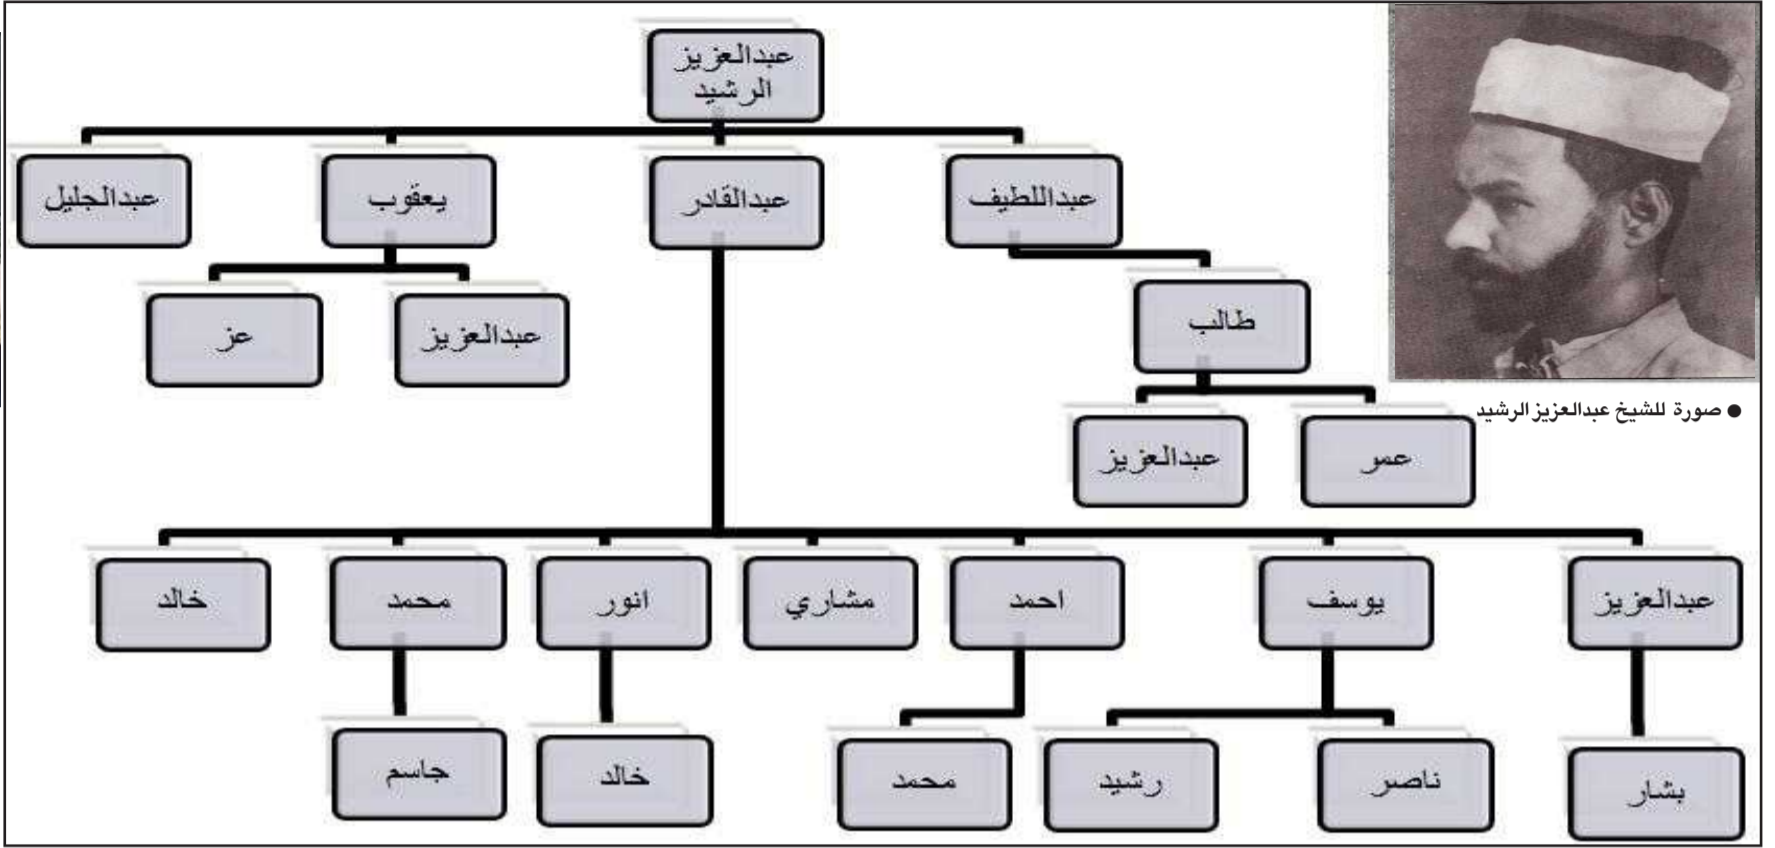 عبدالعزيز
الرشيد
عبداللطيف
عبدالقادر
يعقوب
عبدالجليل
طالب
عبدالعزيز
عز
● صورة للشيخ عبدالعزيز الرشيد
عمر
عبدالعزيز
عبدالعزيز
يوسف
احمد
مشاري
انور
محمد
خالد
بشار
ناصر
رشيد
محمد
خالد
جاسم